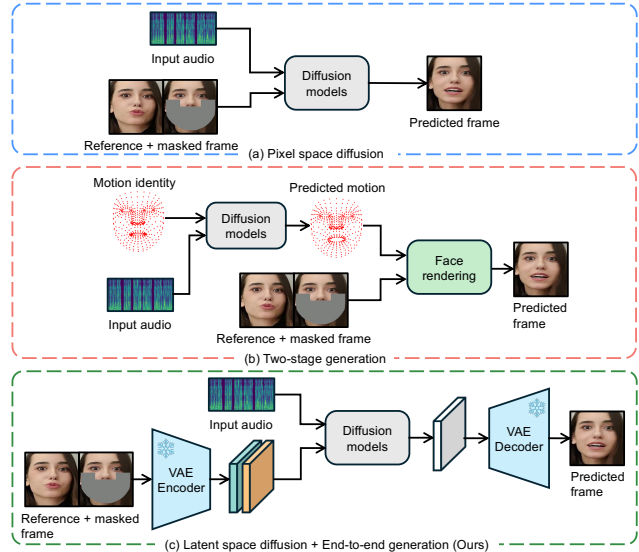 Input audio
Diffusion
models
Reference + masked frame
Predicted frame
(a) Pixel space diffusion
Motion identity
Diffusion
models
Predicted motion
Input audio
Reference + masked frame
Face
rendering
Predicted
frame
(b) Two-stage generation
Input audio
Reference + masked
frame
VAE
Encoder
Diffusion
models
VAE
Decoder
Predicted
frame
(c) Latent space diffusion + End-to-end generation (Ours)